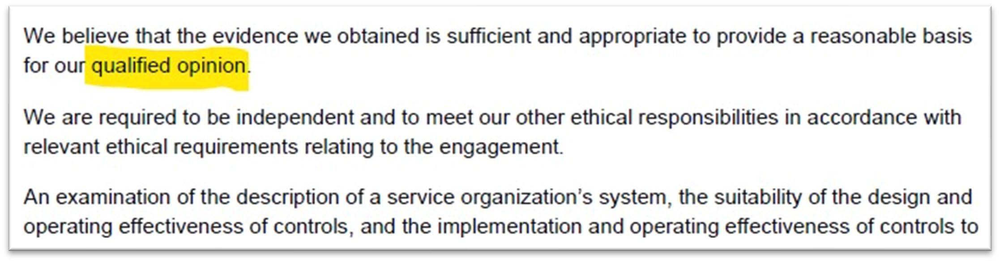 We believe that the evidence we obtained is sufficient and appropriate to provide a reasonable basis
for our qualified opinion.
We are required to be independent and to meet our other ethical responsibilities in accordance with
relevant ethical requirements relating to the engagement.
An examination of the description of a service organization’s system, the suitability of the design and
operating effectiveness of controls, and the implementation and operating effectiveness of controls to